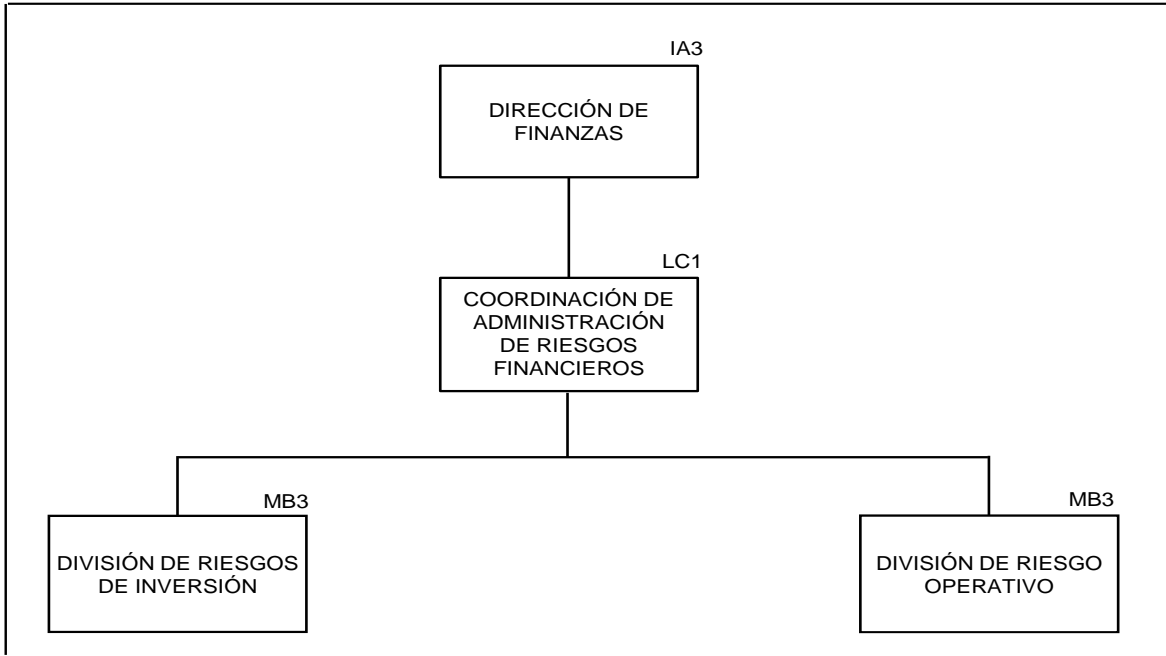 IA3
DIRECCIÓN DE
FINANZAS
LC1
COORDINACIÓN DE
ADMINISTRACIÓN
DE RIESGOS
FINANCIEROS
MB3
DIVISIÓN DE RIESGOS
DE INVERSIÓN
MB3
DIVISIÓN DE RIESGO
OPERATIVO